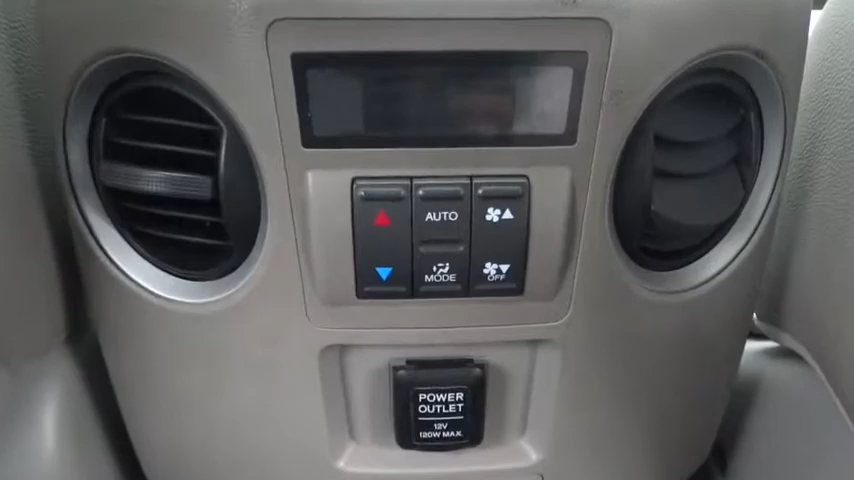 AUTO
MODE
OFF
POWER
OUTLET
12V
120W MAX.